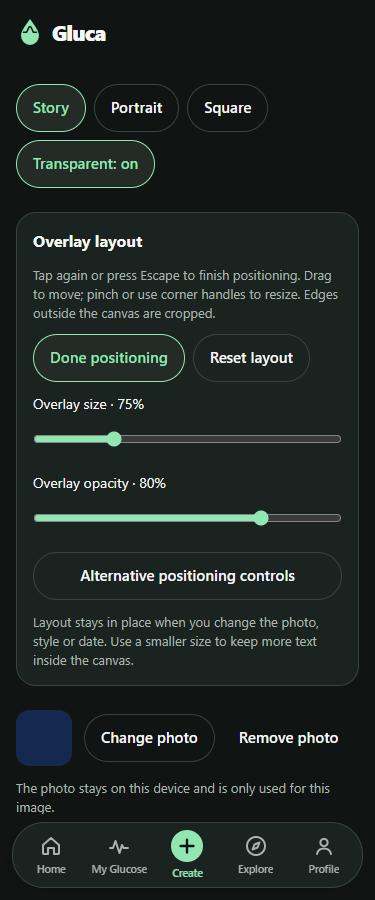 Gluca
Story Portrait Square
Transparent: on
Overlay layout
Tap again or press Escape to finish positioning. Drag
to move; pinch or use corner handles to resize. Edges
outside the canvas are cropped.
Done positioning Reset layout
Overlay size · 75%
Overlay opacity · 80%
Alternative positioning controls
Layout stays in place when you change the photo,
style or date. Use a smaller size to keep more text
inside the canvas.
Change photo Remove photo
The photo stays on this device and is only used for this
image.
Home My Glucose Create Explore Profile